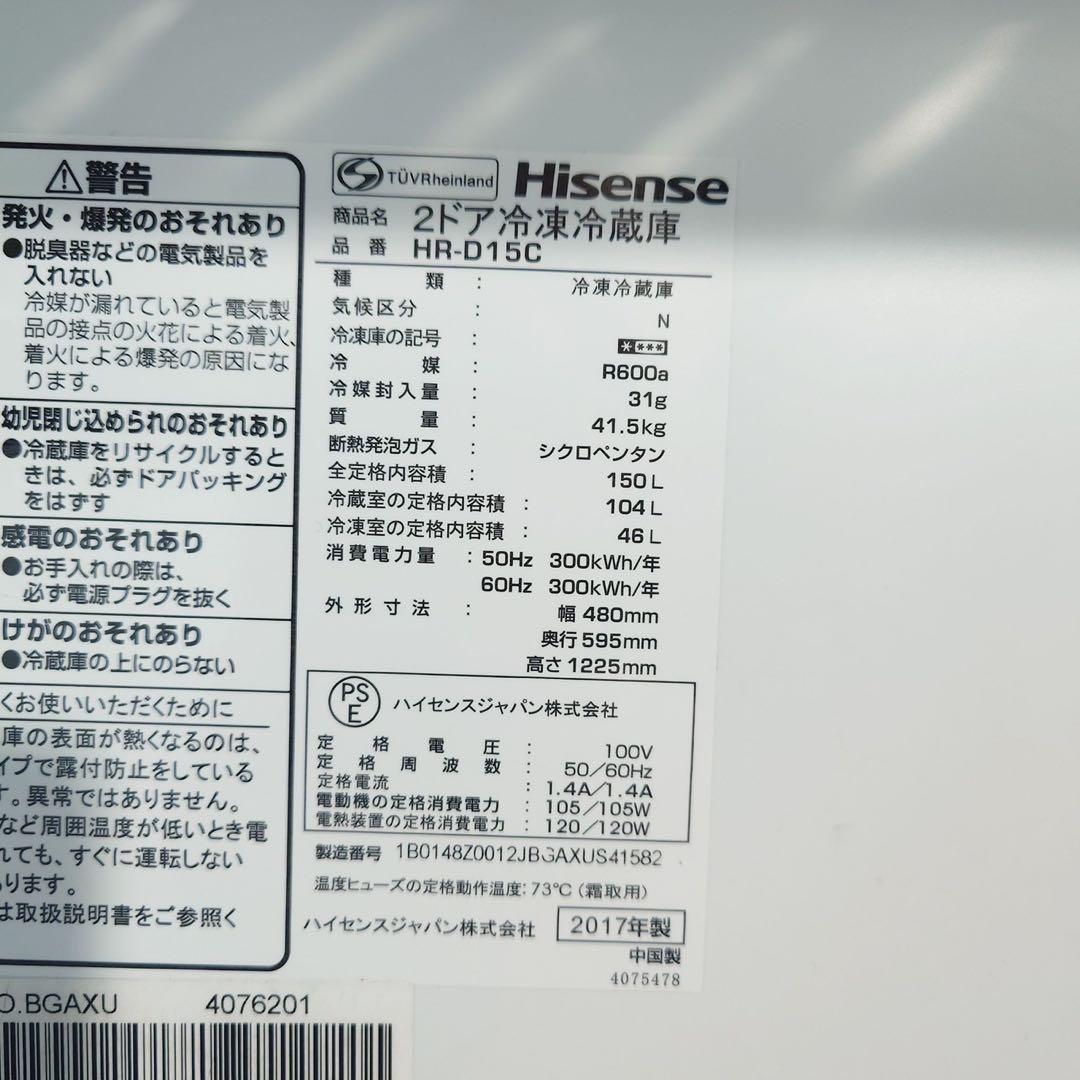 ⚠警告
発火・爆発のおそれあり
●脱臭器などの電気製品を
入れない
冷媒が漏れていると電気製
品の接点の火花による着火、
着火による爆発の原因にな
ります。
幼児閉じ込められのおそれあり
●冷蔵庫をリサイクルすると
きは、必ずドアパッキング
をはずす
感電のおそれあり
●お手入れの際は、
必ず電源プラグを抜く
けがのおそれあり
●冷蔵庫の上にのらない
くお使いいただくために
庫の表面が熱くなるのは、
イプで露付防止をしている
す。異常ではありません。
など周囲温度が低いとき電
れても、すぐに運転しない
ります。
は取扱説明書をご参照く
O.BGAXU 4076201
TÜVRheinland Hisense
商品名 2ドア冷凍冷蔵庫
品番 HR-D15C
種類 : 冷凍冷蔵庫
気候区分 : N
冷凍庫の記号 : ****
冷媒 : R600a
冷媒封入量 : 31g
質量 : 41.5kg
断熱発泡ガス : シクロペンタン
全定格内容積 : 150L
冷蔵室の定格内容積 : 104L
冷凍室の定格内容積 : 46L
消費電力量 : 50Hz 300kWh/年
60Hz 300kWh/年
外形寸法 : 幅 480mm
奥行 595mm
高さ 1225mm
PSE ハイセンスジャパン株式会社
定格電圧 : 100V
定格周波数 : 50/60Hz
定格電流 : 1.4A/1.4A
電動機の定格消費電力 : 105/105W
電熱装置の定格消費電力 : 120/120W
製造番号 1B0148Z0012JBGAXUS41582
温度ヒューズの定格動作温度:73℃(霜取用)
ハイセンスジャパン株式会社 2017年製
中国製
4075478